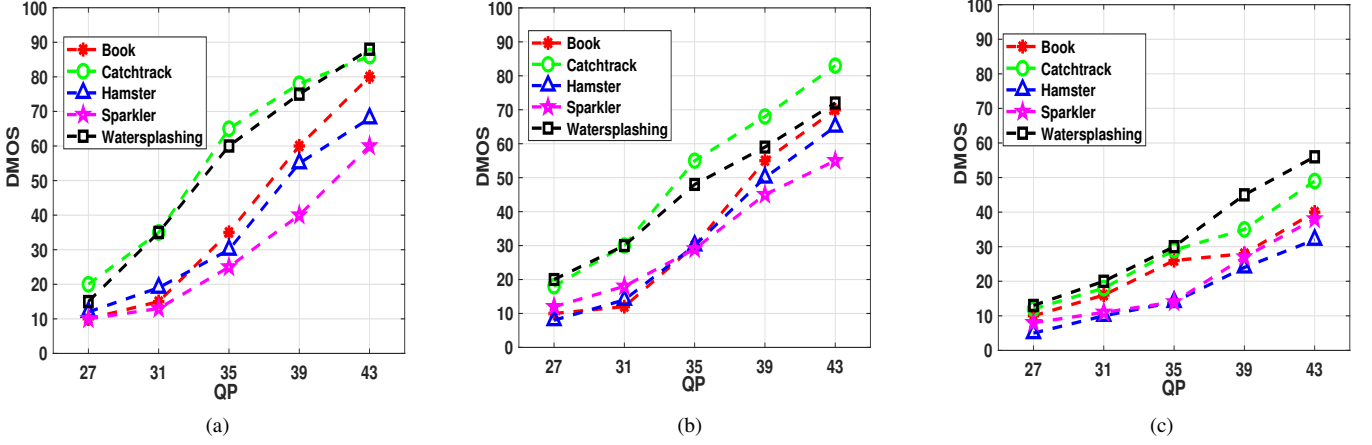 100
90
80
70
60
50
40
30
20
10
0
DMOS
Book
Catchtrack
Hamster
Sparkler
Watersplashing
27 31 35 39 43
QP
(a)
100
90
80
70
60
50
40
30
20
10
0
DMOS
Book
Catchtrack
Hamster
Sparkler
Watersplashing
27 31 35 39 43
QP
(b)
100
90
80
70
60
50
40
30
20
10
0
DMOS
Book
Catchtrack
Hamster
Sparkler
Watersplashing
27 31 35 39 43
QP
(c)